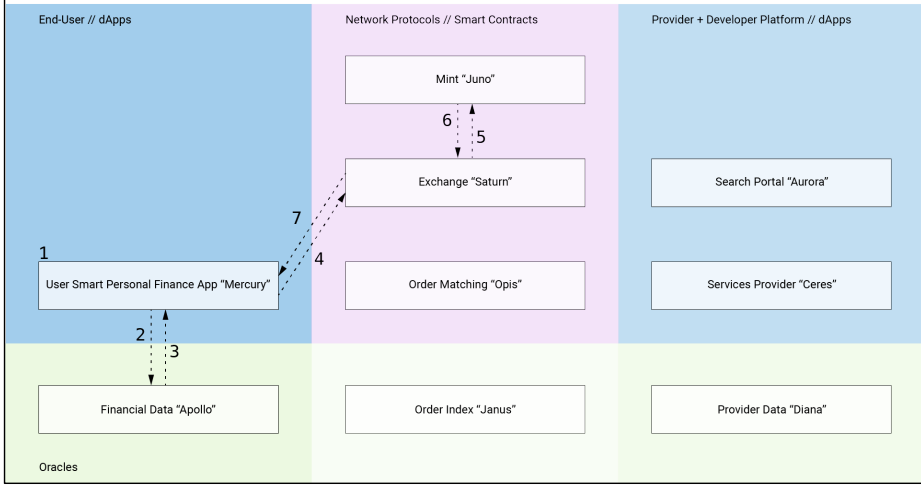 End-User // dApps
Network Protocols // Smart Contracts
Provider + Developer Platform // dApps
Mint “Juno”
6
5
Exchange “Saturn”
Search Portal “Aurora”
7
4
1
User Smart Personal Finance App “Mercury”
Order Matching “Opis”
Services Provider “Ceres”
2
3
Financial Data “Apollo”
Order Index “Janus”
Provider Data “Diana”
Oracles